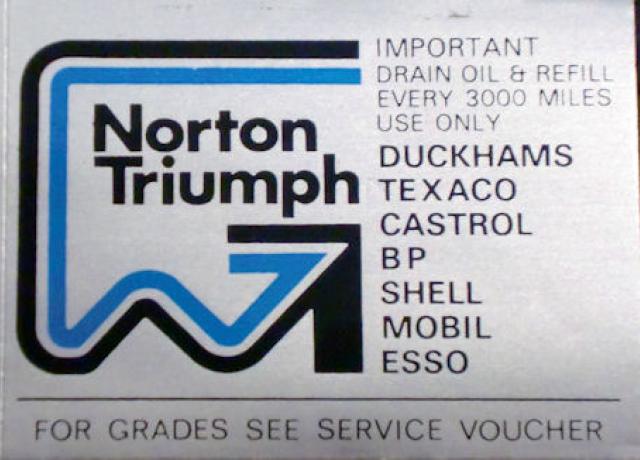 Norton
Triumph
IMPORTANT
DRAIN OIL & REFILL
EVERY 3000 MILES
USE ONLY
DUCKHAMS
TEXACO
CASTROL
BP
SHELL
MOBIL
ESSO
FOR GRADES SEE SERVICE VOUCHER